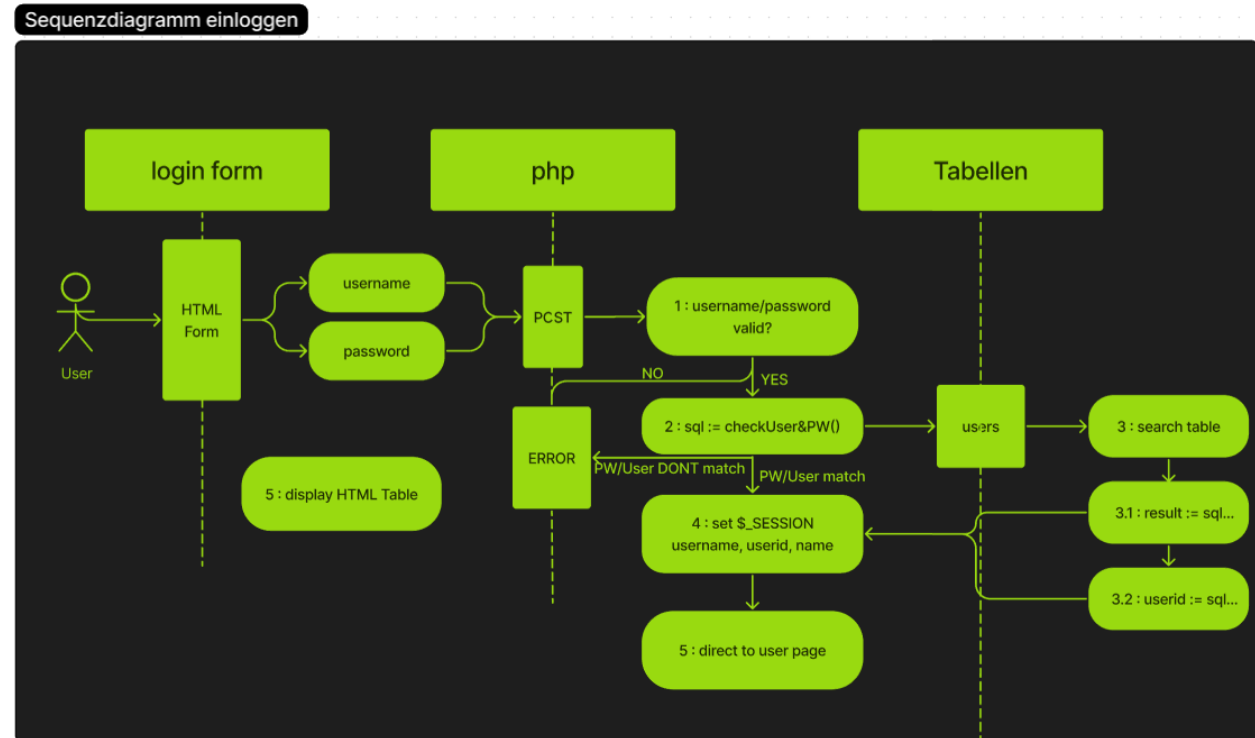 Sequenzdiagramm einloggen
login form
php
Tabellen
User
HTML
Form
username
password
POST
1 : username/password
valid?
NO
YES
2 : sql := checkUser&PW()
users
3 : search table
ERROR
PW/User DONT match
PW/User match
5 : display HTML Table
4 : set $_SESSION
username, userid, name
3.1 : result := sql...
3.2 : userid := sql...
5 : direct to user page